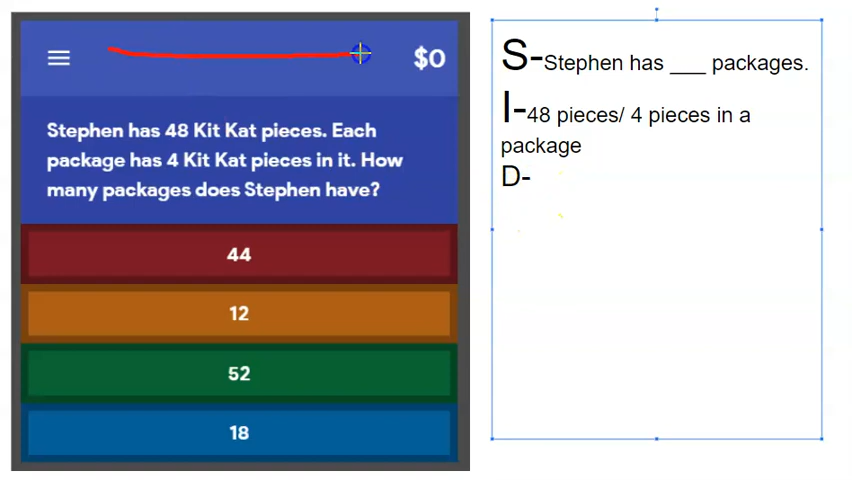 $0
Stephen has 48 Kit Kat pieces. Each
package has 4 Kit Kat pieces in it. How
many packages does Stephen have?
44
12
52
18
S-Stephen has ___ packages.
I-48 pieces/ 4 pieces in a
package
D-